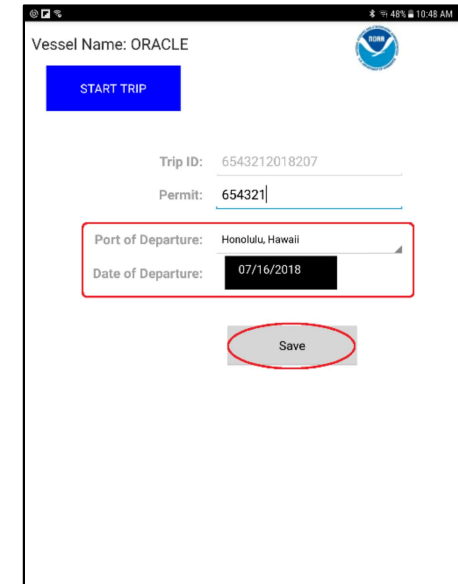 48% 10:48 AM
Vessel Name: ORACLE
NOAA
START TRIP
Trip ID: 6543212018207
Permit: 654321
Port of Departure: Honolulu, Hawaii
Date of Departure: 07/16/2018
Save